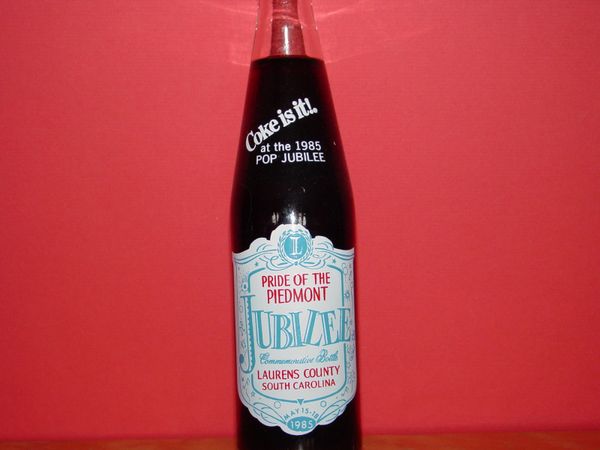 Coke is it!.
at the 1985
POP JUBILEE
L
PRIDE OF THE
PIEDMONT
JUBILEE
Commemorative Bottle
LAURENS COUNTY
SOUTH CAROLINA
MAY 15-18
1985